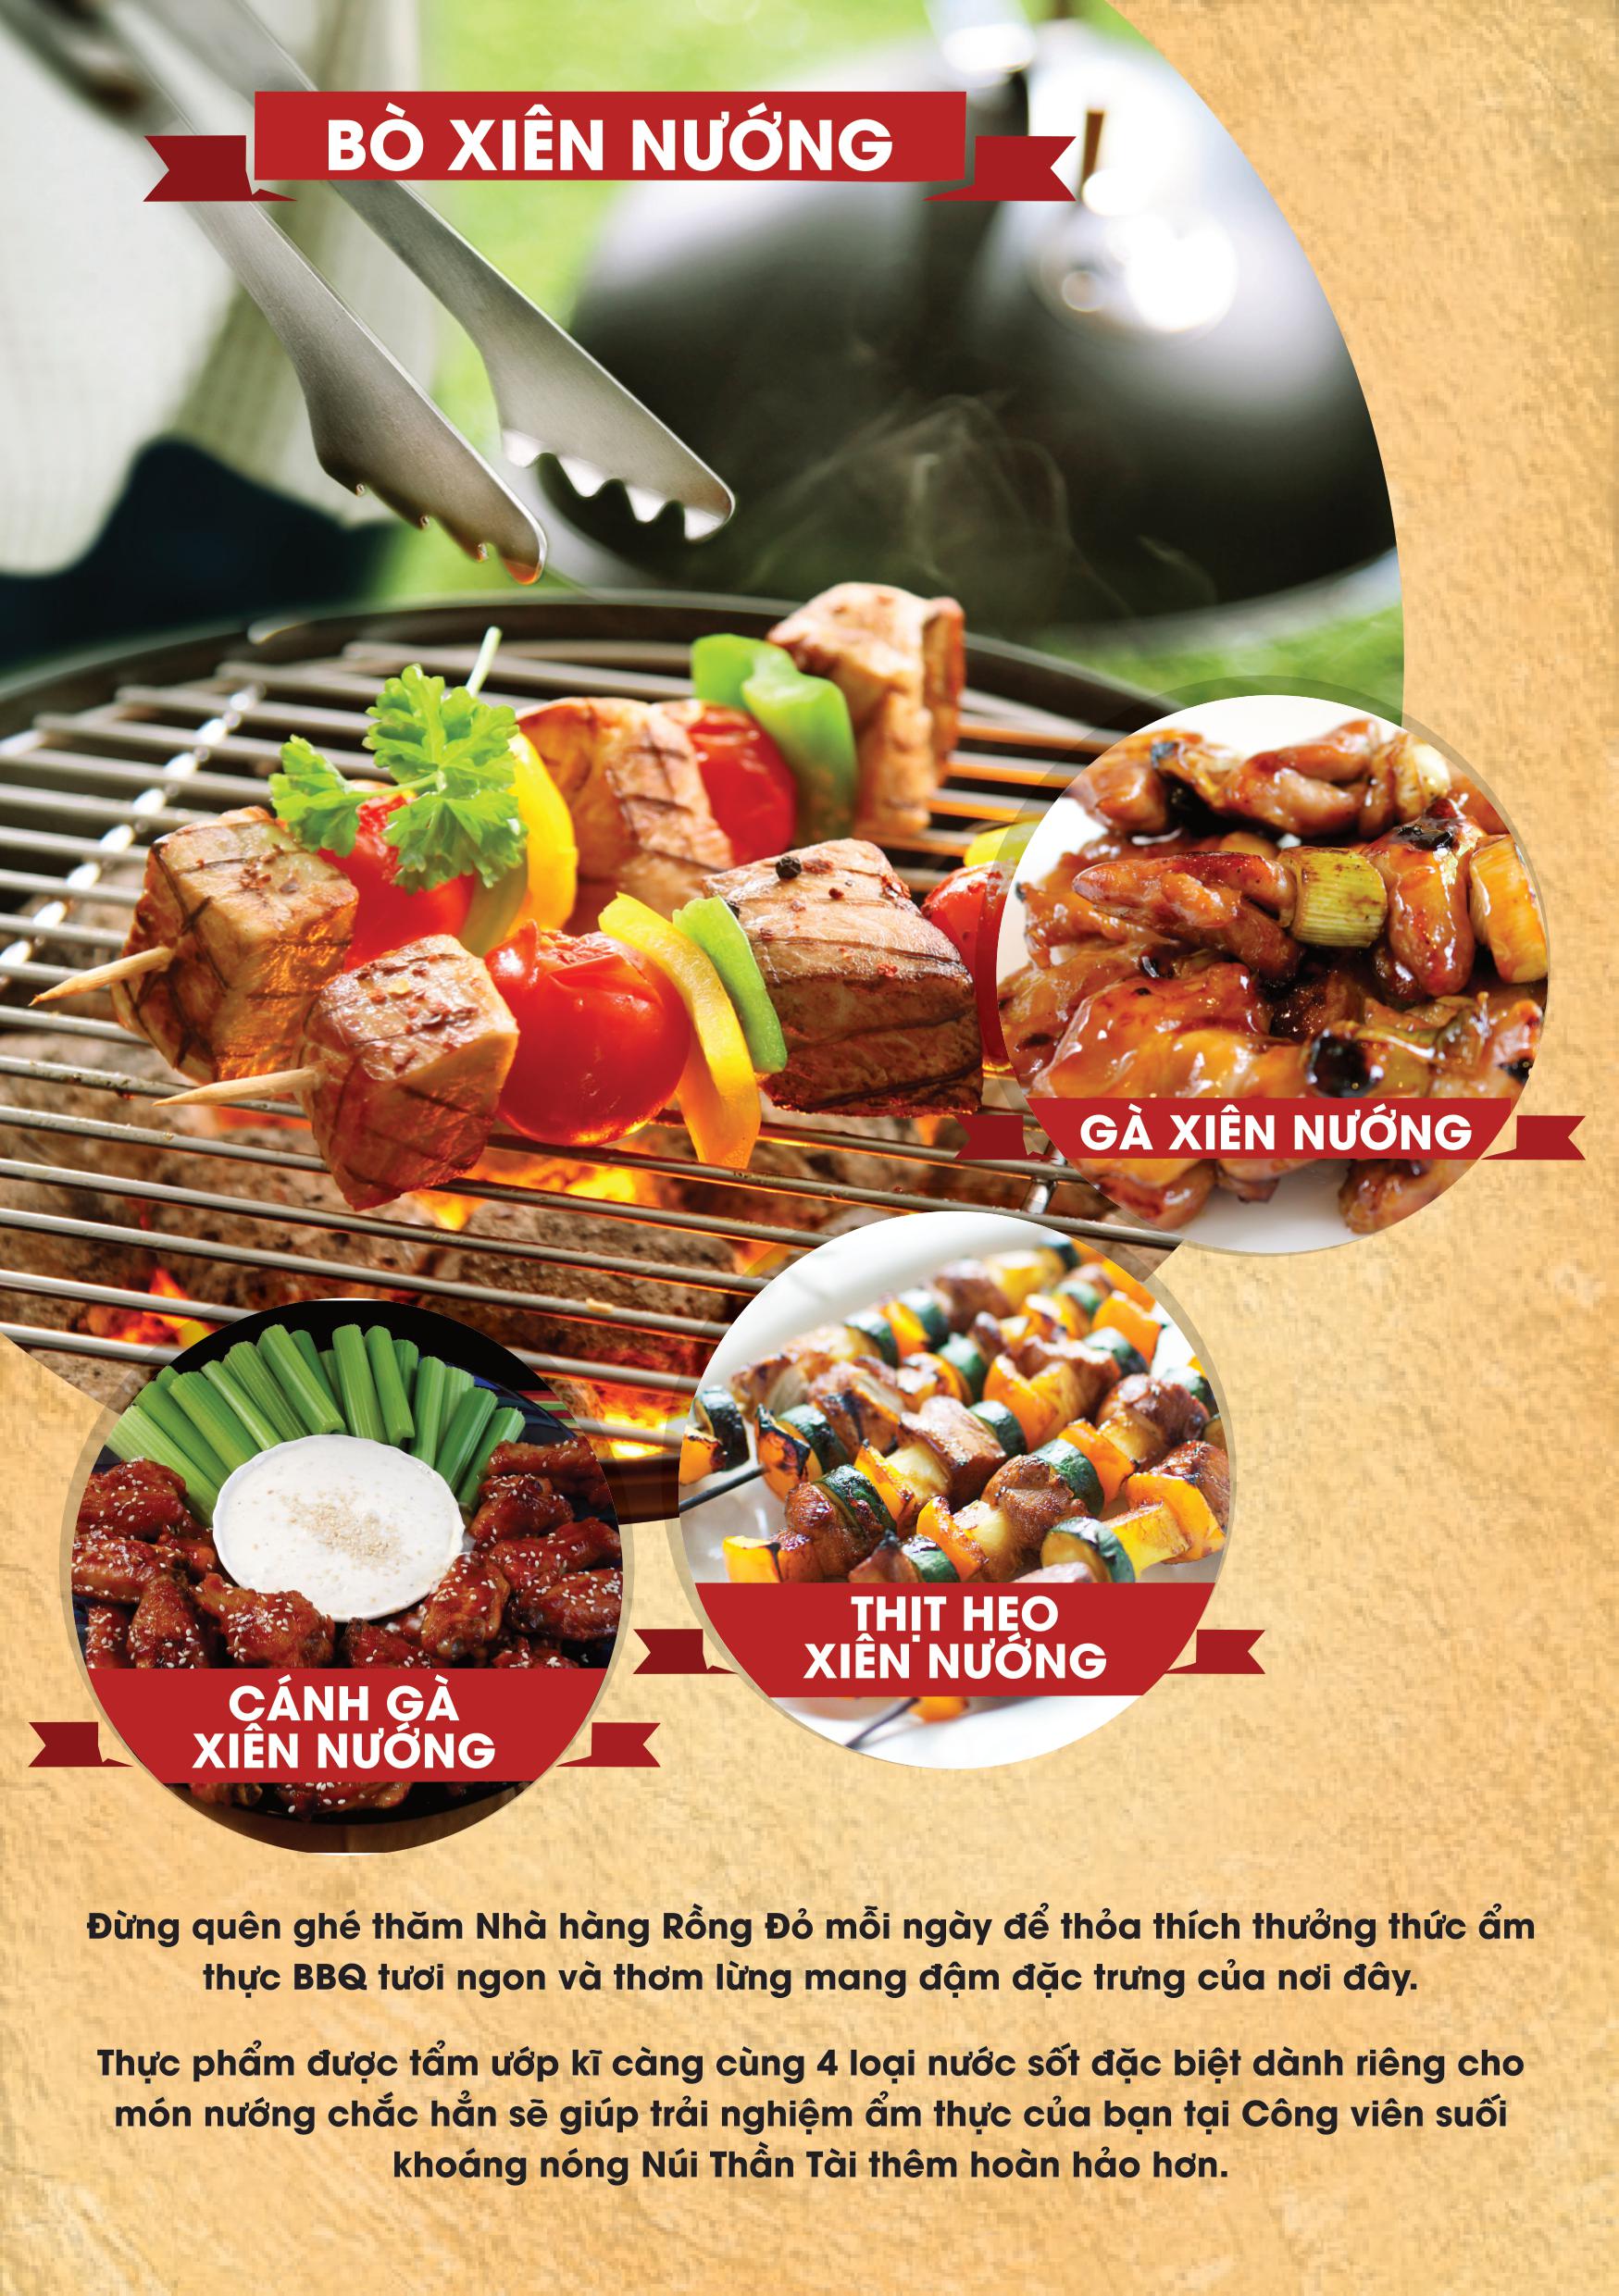 BÒ XIÊN NƯỚNG
GÀ XIÊN NƯỚNG
THỊT HEO
XIÊN NƯỚNG
CÁNH GÀ
XIÊN NƯỚNG
Đừng quên ghé thăm Nhà hàng Rồng Đỏ mỗi ngày để thỏa thích thưởng thức ẩm
thực BBQ tươi ngon và thơm lừng mang đậm đặc trưng của nơi đây.
Thực phẩm được tẩm ướp kĩ càng cùng 4 loại nước sốt đặc biệt dành riêng cho
món nướng chắc hẳn sẽ giúp trải nghiệm ẩm thực của bạn tại Công viên suối
khoáng nóng Núi Thần Tài thêm hoàn hảo hơn.